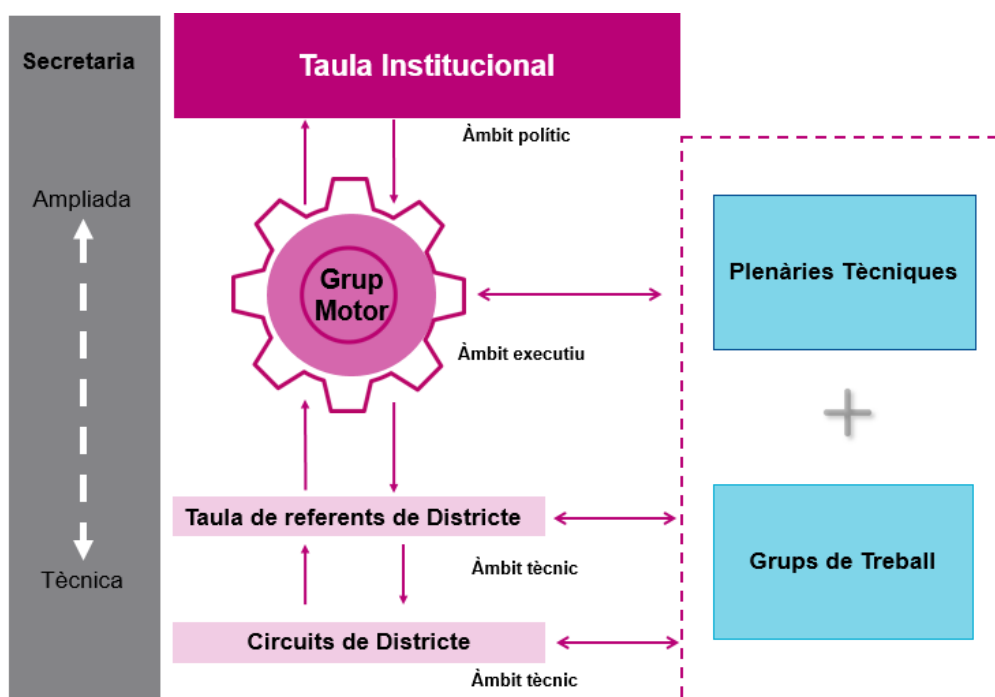 Secretaria
Ampliada
Tècnica
Taula Institucional
Àmbit polític
Grup
Motor
Àmbit executiu
Taula de referents de Districte
Àmbit tècnic
Circuits de Districte
Àmbit tècnic
Plenàries Tècniques
Grups de Treball